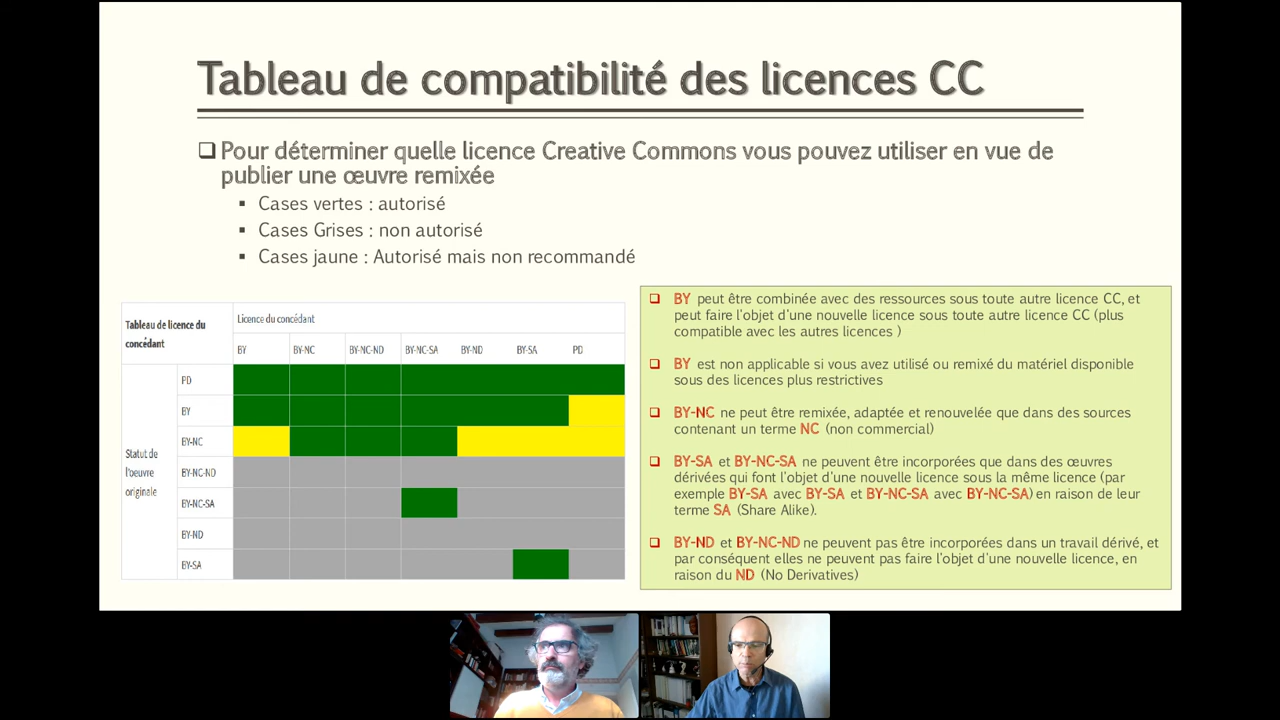 Tableau de compatibilité des licences CC
Pour déterminer quelle licence Creative Commons vous pouvez utiliser en vue de
publier une œuvre remixée
Cases vertes : autorisé
Cases Grises : non autorisé
Cases jaune : Autorisé mais non recommandé
Tableau de licence du
concédant
Licence du concédant
BY BY-NC BY-NC-ND BY-NC-SA BY-ND BY-SA PD
Statut de
l'oeuvre
originale
PD
BY
BY-NC
BY-NC-ND
BY-NC-SA
BY-ND
BY-SA
BY peut être combinée avec des ressources sous toute autre licence CC, et
peut faire l'objet d'une nouvelle licence sous toute autre licence CC (plus
compatible avec les autres licences )
BY est non applicable si vous avez utilisé ou remixé du matériel disponible
sous des licences plus restrictives
BY-NC ne peut être remixée, adaptée et renouvelée que dans des sources
contenant un terme NC (non commercial)
BY-SA et BY-NC-SA ne peuvent être incorporées que dans des œuvres
dérivées qui font l'objet d'une nouvelle licence sous la même licence (par
exemple BY-SA avec BY-SA et BY-NC-SA avec BY-NC-SA) en raison de leur
terme SA (Share Alike).
BY-ND et BY-NC-ND ne peuvent pas être incorporées dans un travail dérivé, et
par conséquent elles ne peuvent pas faire l'objet d'une nouvelle licence, en
raison du ND (No Derivatives)